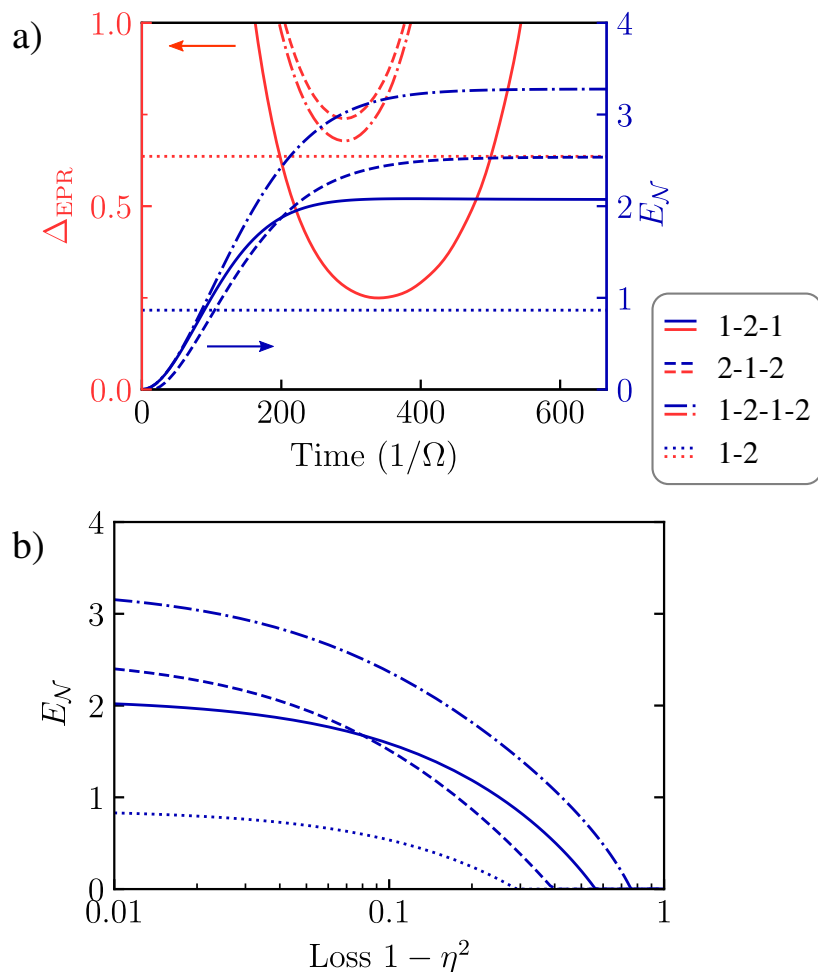 a)
1.0
0.5
0.0
Δ_EPR
4
3
2
1
0
E_𝒩
0 200 400 600
Time (1/Ω)
1-2-1
2-1-2
1-2-1-2
1-2
b)
4
3
2
1
0
E_𝒩
0.01 0.1 1
Loss 1 − η²